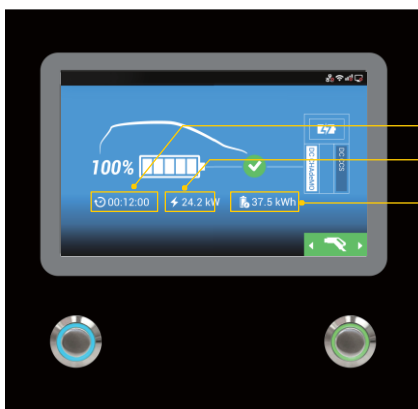 100%
DC CHAdeMO
DC CCS
00:12:00
24.2 kW
37.5 kWh